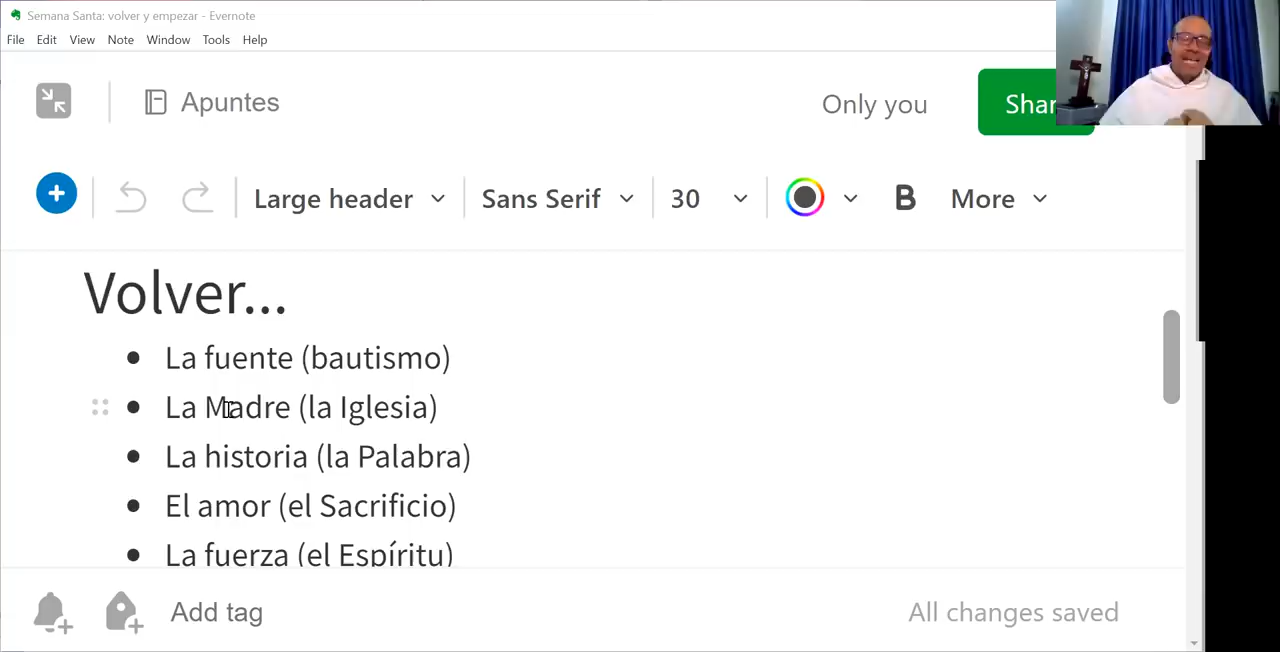 Semana Santa: volver y empezar - Evernote
File Edit View Note Window Tools Help
Apuntes
Only you
Shar
Large header
Sans Serif
30
B
More
Volver...
La fuente (bautismo)
La Madre (la Iglesia)
La historia (la Palabra)
El amor (el Sacrificio)
La fuerza (el Espíritu)
Add tag
All changes saved